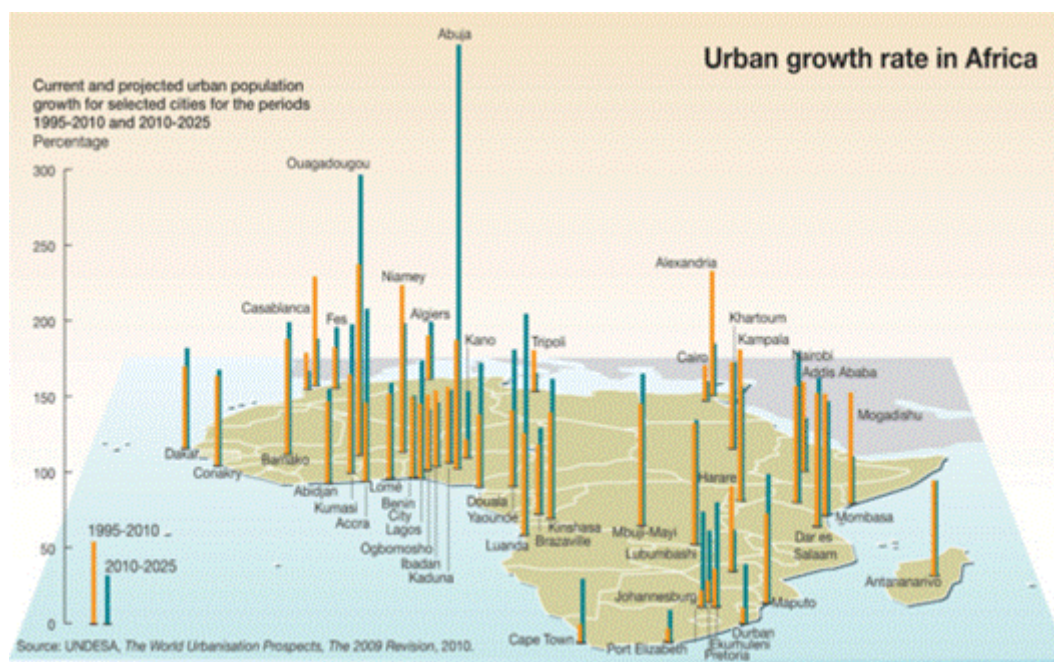 Abuja
Urban growth rate in Africa
Current and projected urban population
growth for selected cities for the periods
1995-2010 and 2010-2025
Percentage
Ouagadougou
300
250
Alexandria
Niamey
Casablanca
Fes
Algiers
Khartoum
200
Kano
Tripoli
Kampala
Cairo
Nairobi
Addis Ababa
150
Mogadishu
Dakar
Conakry
Bamako
100
Abidjan
Kumasi
Accra
Lomé
Benin
City
Lagos
Douala
Yaoundé
Harare
Ogbomosho
Ibadan
Kaduna
Luanda
Kinshasa
Brazaville
Mbuji-Mayi
Lubumbashi
Mombasa
Dar es
Salaam
1995-2010
50
2010-2025
Antananarivo
Johannesburg
Maputo
0
Cape Town
Port Elizabeth
Durban
Ekurhuleni
Pretoria
Source: UNDESA, The World Urbanisation Prospects, The 2009 Revision, 2010.